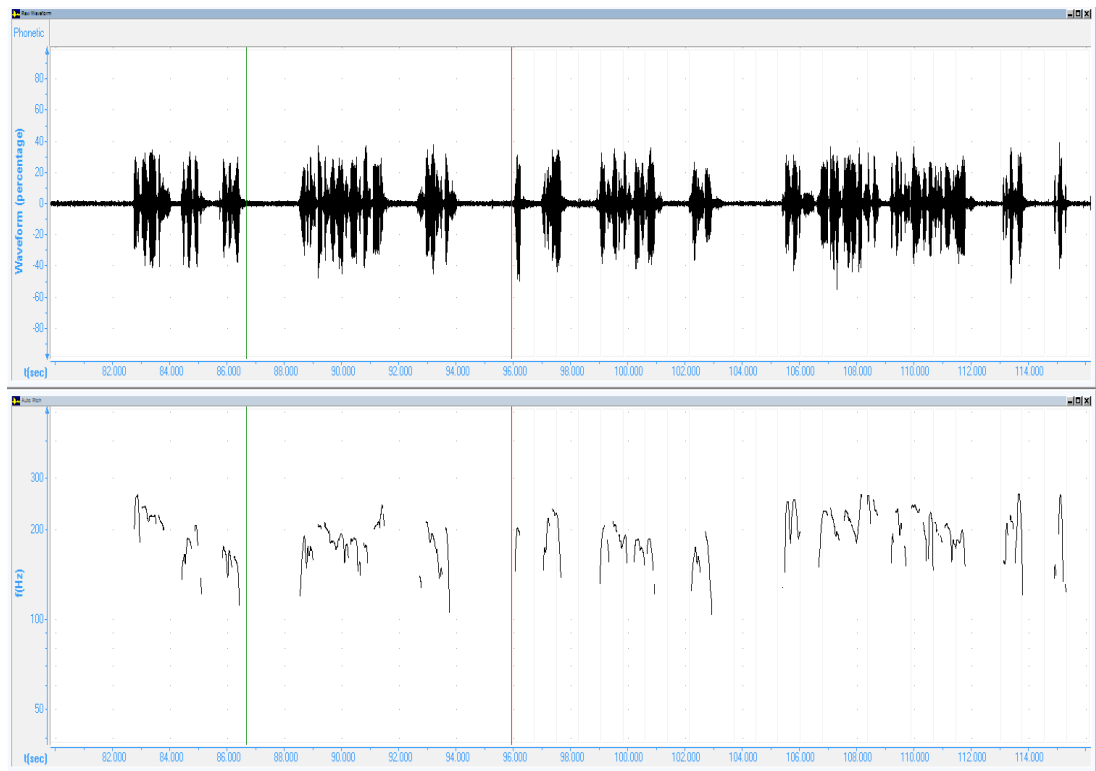 Raw Waveform
Phonetic
Waveform (percentage)
80
60
40
20
0
-20
-40
-60
-80
t(sec) 82.000 84.000 86.000 88.000 90.000 92.000 94.000 96.000 98.000 100.000 102.000 104.000 106.000 108.000 110.000 112.000 114.000
Auto Pitch
f(Hz)
300
200
100
50
t(sec) 82.000 84.000 86.000 88.000 90.000 92.000 94.000 96.000 98.000 100.000 102.000 104.000 106.000 108.000 110.000 112.000 114.000